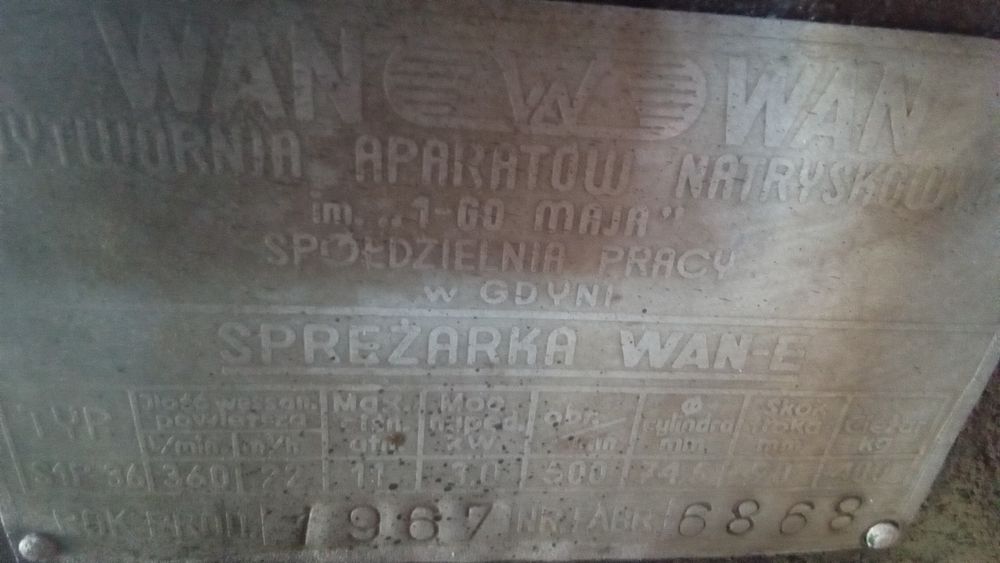 WAN WAN WAN
WYTWÓRNIA APARATÓW NATRYSKOW
im. „1-GO MAJA"
SPÓŁDZIELNIA PRACY
w GDYNI
SPRĘŻARKA WAN-E
TYP Ilość wessan. powietrza l/min. m³/h Max. ciśn. atn. Moc napęd. kW. obr. min. Φ cylindra mm. Skok tłoka mm. Ciężar kg.
360 22 11 3.0 500
ROK PROD. 1967 NR FABR. 6868